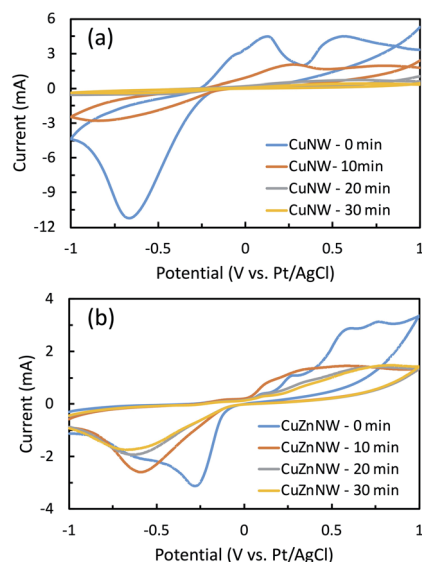 (a)
6
3
0
-3
-6
-9
-12
Current (mA)
CuNW - 0 min
CuNW - 10min
CuNW - 20 min
CuNW - 30 min
-1 -0.5 0 0.5 1
Potential (V vs. Pt/AgCl)
(b)
4
2
0
-2
-4
Current (mA)
CuZnNW - 0 min
CuZnNW - 10 min
CuZnNW - 20 min
CuZnNW - 30 min
-1 -0.5 0 0.5 1
Potential (V vs. Pt/AgCl)